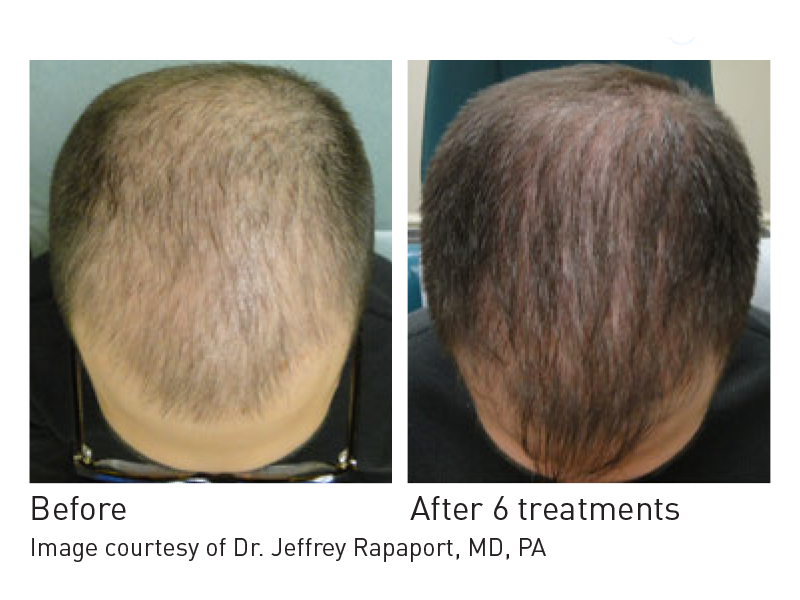 Before
After 6 treatments
Image courtesy of Dr. Jeffrey Rapaport, MD, PA